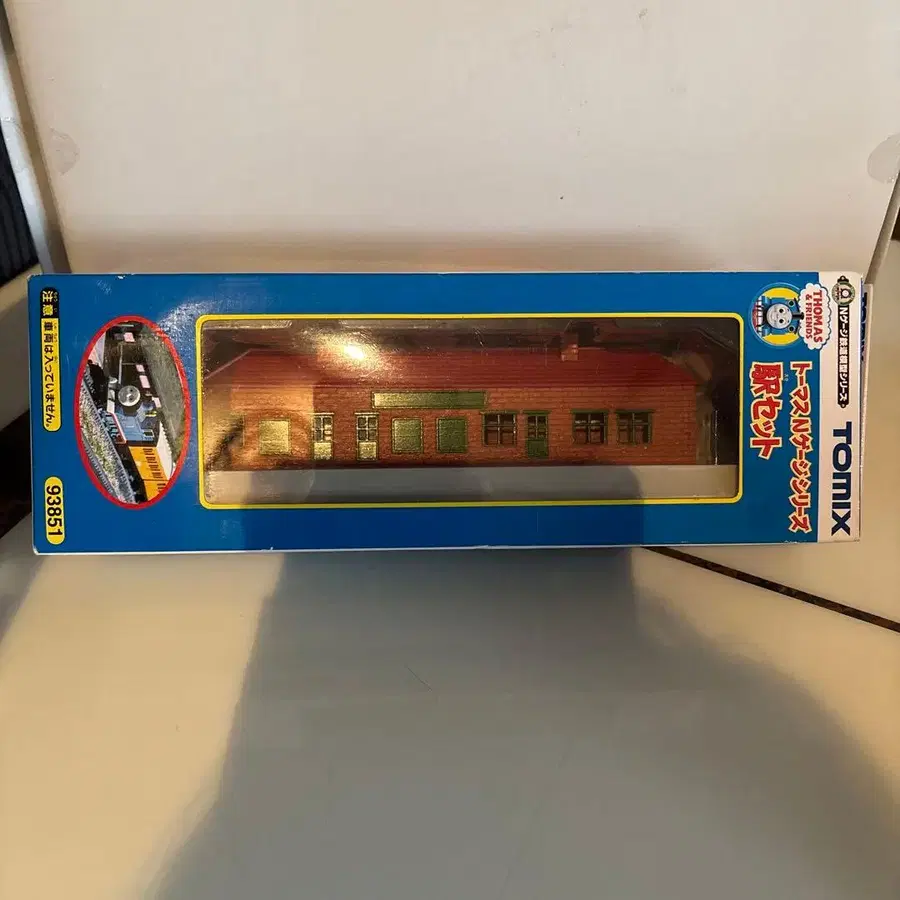 Nゲージ鉄道模型シリーズ
TOMIX
THOMAS
& FRIENDS
トーマスNゲージシリーズ
駅セット
注意 車両は入っていません。
93851